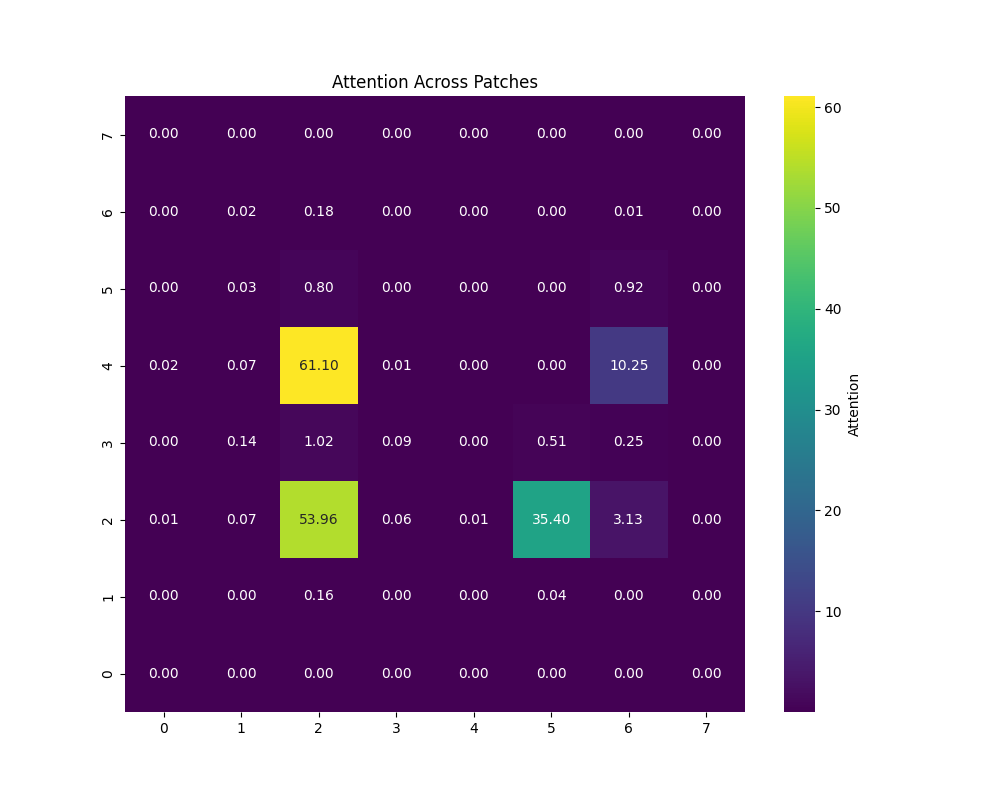 Attention Across Patches
7 0.00 0.00 0.00 0.00 0.00 0.00 0.00 0.00
6 0.00 0.02 0.18 0.00 0.00 0.00 0.01 0.00
5 0.00 0.03 0.80 0.00 0.00 0.00 0.92 0.00
4 0.02 0.07 61.10 0.01 0.00 0.00 10.25 0.00
3 0.00 0.14 1.02 0.09 0.00 0.51 0.25 0.00
2 0.01 0.07 53.96 0.06 0.01 35.40 3.13 0.00
1 0.00 0.00 0.16 0.00 0.00 0.04 0.00 0.00
0 0.00 0.00 0.00 0.00 0.00 0.00 0.00 0.00
0 1 2 3 4 5 6 7
60
50
40
30
20
10
Attention